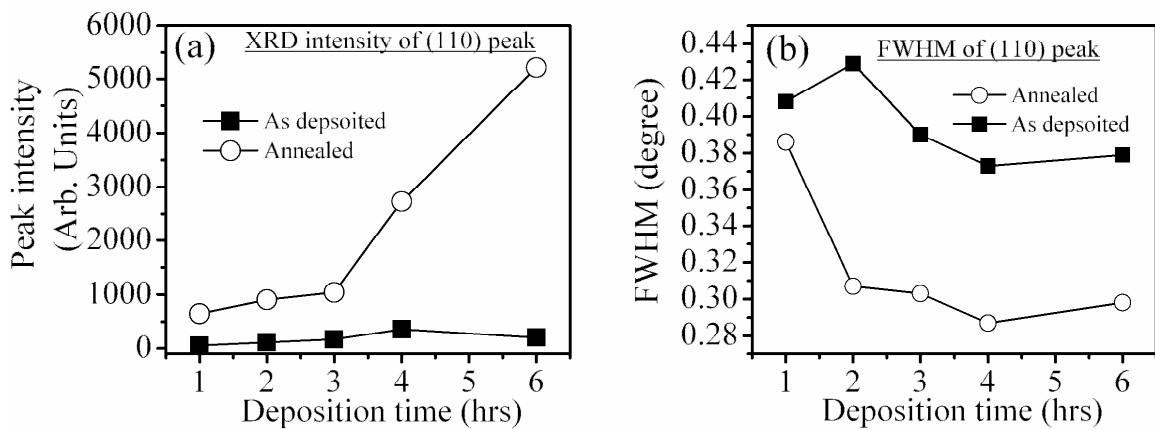 (a) XRD intensity of (110) peak
As depsoited
Annealed
Peak intensity
(Arb. Units)
6000
5000
4000
3000
2000
1000
0
1 2 3 4 5 6
Deposition time (hrs)
(b) FWHM of (110) peak
Annealed
As depsoited
FWHM (degree)
0.44
0.42
0.40
0.38
0.36
0.34
0.32
0.30
0.28
1 2 3 4 5 6
Deposition time (hrs)